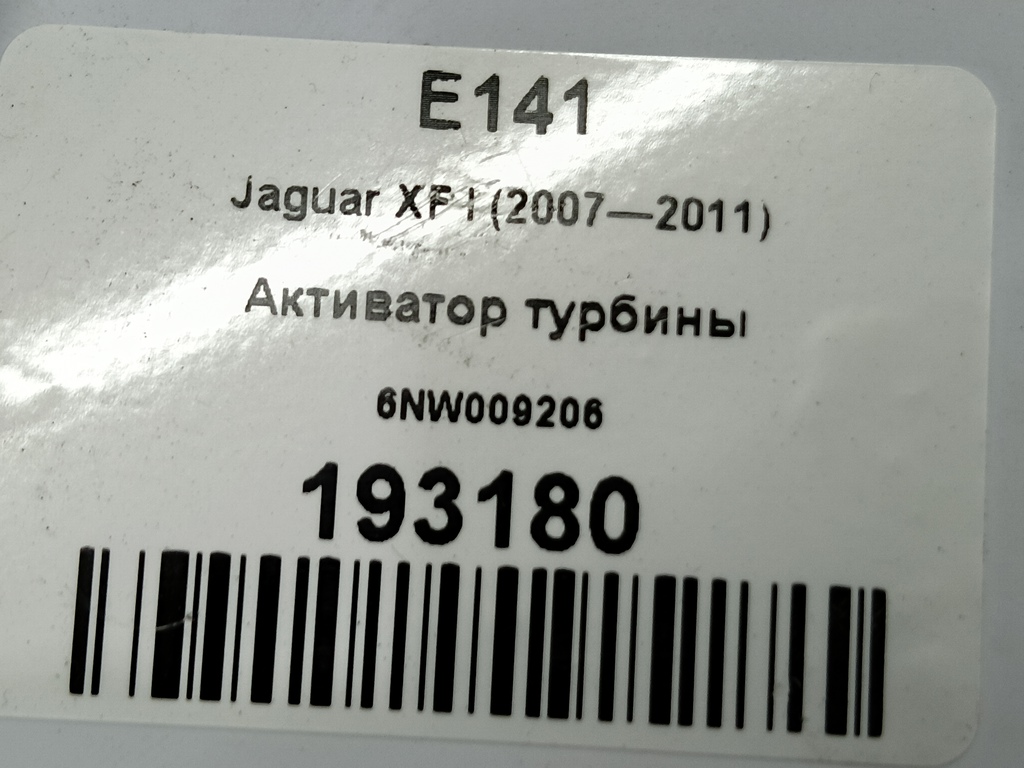 E141
Jaguar XF I (2007—2011)
Активатор турбины
6NW009206
193180